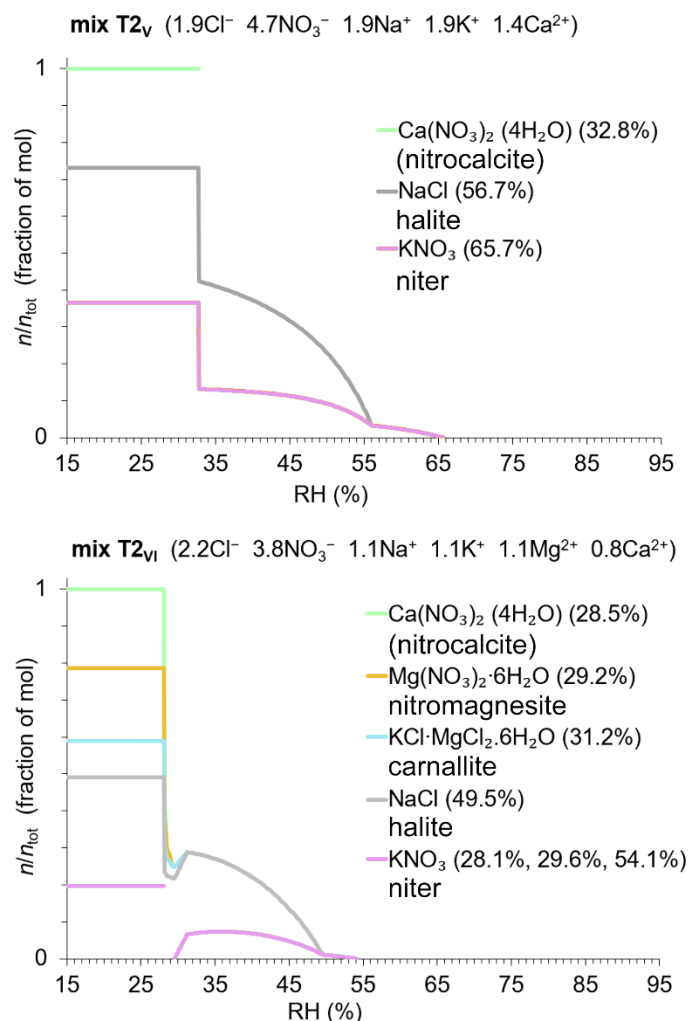 mix T2V (1.9Cl⁻ 4.7NO₃⁻ 1.9Na⁺ 1.9K⁺ 1.4Ca²⁺)
1
Ca(NO₃)₂ (4H₂O) (32.8%)
(nitrocalcite)
NaCl (56.7%)
halite
KNO₃ (65.7%)
niter
n/ntot (fraction of mol)
0
15 25 35 45 55 65 75 85 95
RH (%)
mix T2VI (2.2Cl⁻ 3.8NO₃⁻ 1.1Na⁺ 1.1K⁺ 1.1Mg²⁺ 0.8Ca²⁺)
1
Ca(NO₃)₂ (4H₂O) (28.5%)
(nitrocalcite)
Mg(NO₃)₂·6H₂O (29.2%)
nitromagnesite
KCl·MgCl₂.6H₂O (31.2%)
carnallite
NaCl (49.5%)
halite
KNO₃ (28.1%, 29.6%, 54.1%)
niter
n/ntot (fraction of mol)
0
15 25 35 45 55 65 75 85 95
RH (%)